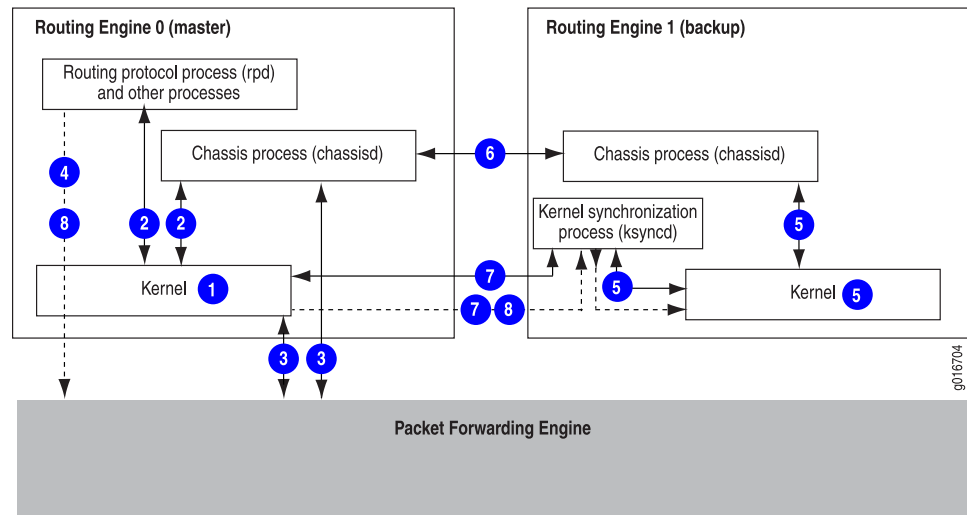 Routing Engine 0 (master)
Routing protocol process (rpd)
and other processes
Chassis process (chassisd)
4
8
2
2
Kernel 1
3
3
6
7
7 8
Routing Engine 1 (backup)
Chassis process (chassisd)
Kernel synchronization
process (ksyncd)
5
5
Kernel 5
g016704
Packet Forwarding Engine